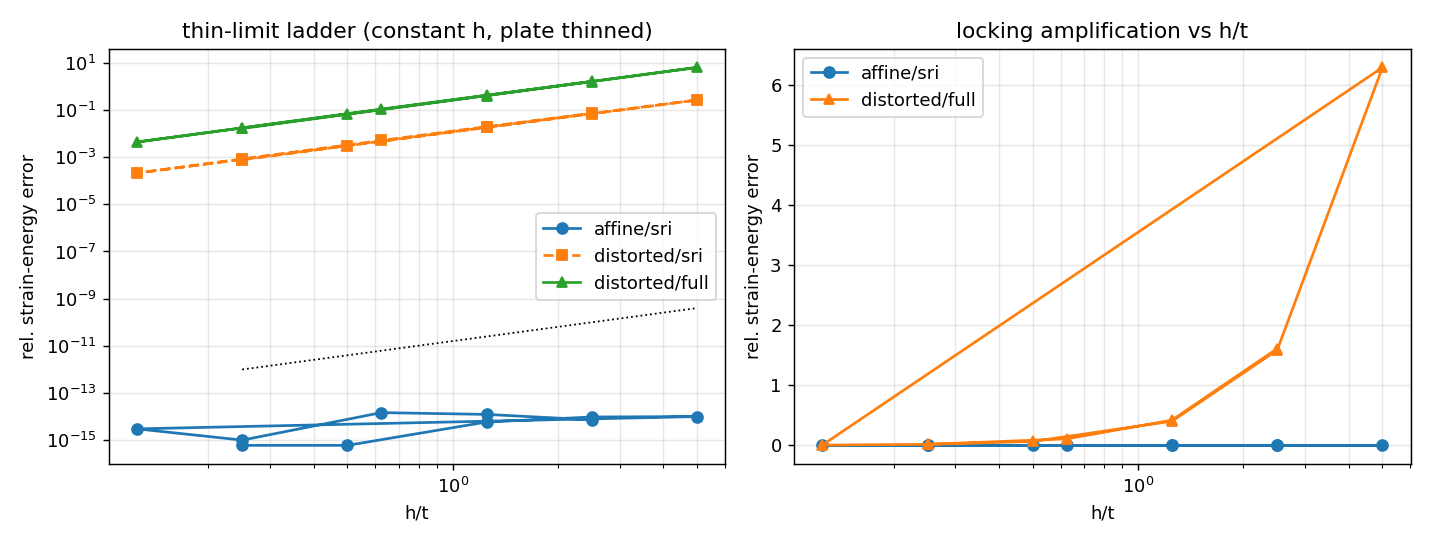 thin-limit ladder (constant h, plate thinned)
rel. strain-energy error
10^1
10^-1
10^-3
10^-5
10^-7
10^-9
10^-11
10^-13
10^-15
affine/sri
distorted/sri
distorted/full
10^0
h/t
locking amplification vs h/t
rel. strain-energy error
6
5
4
3
2
1
0
affine/sri
distorted/full
10^0
h/t